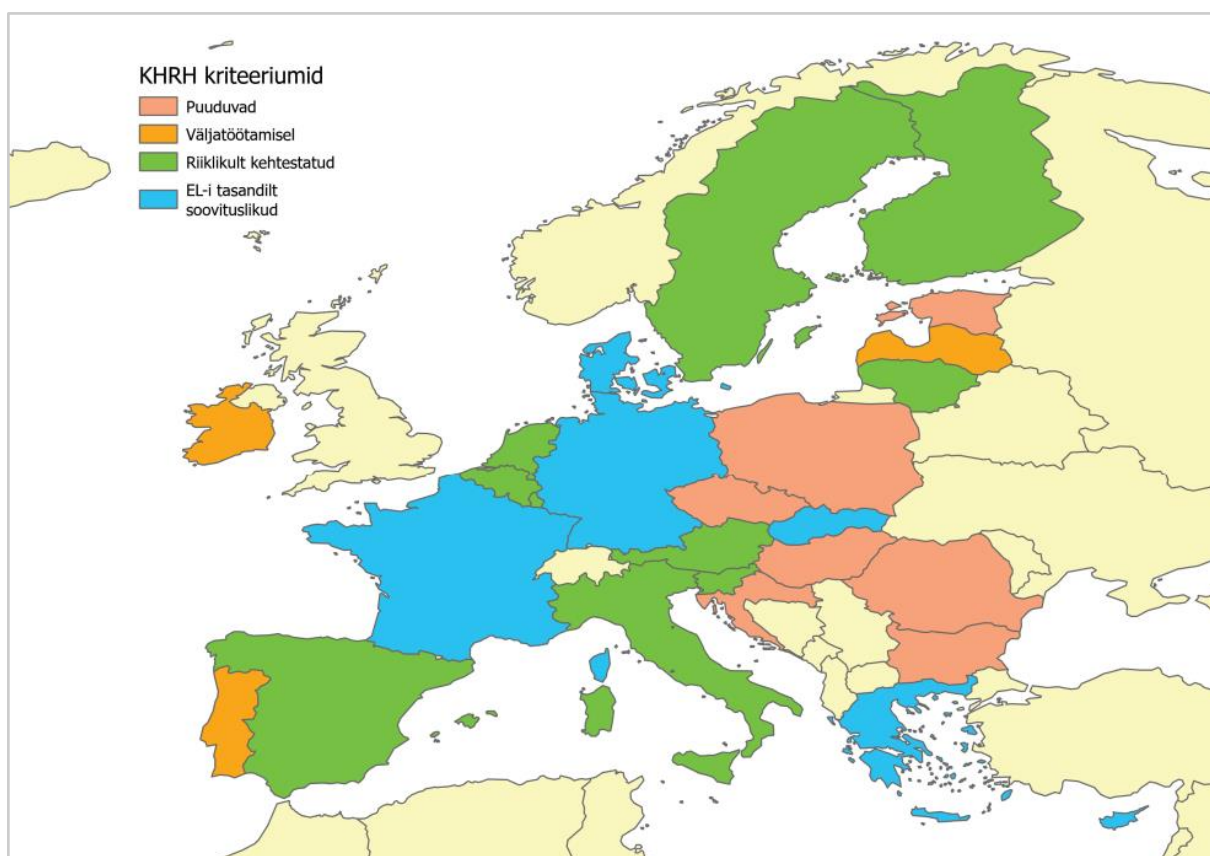 KHRH kriteeriumid
Puuduvad
Väljatöötamisel
Riiklikult kehtestatud
EL-i tasandilt
soovituslikud